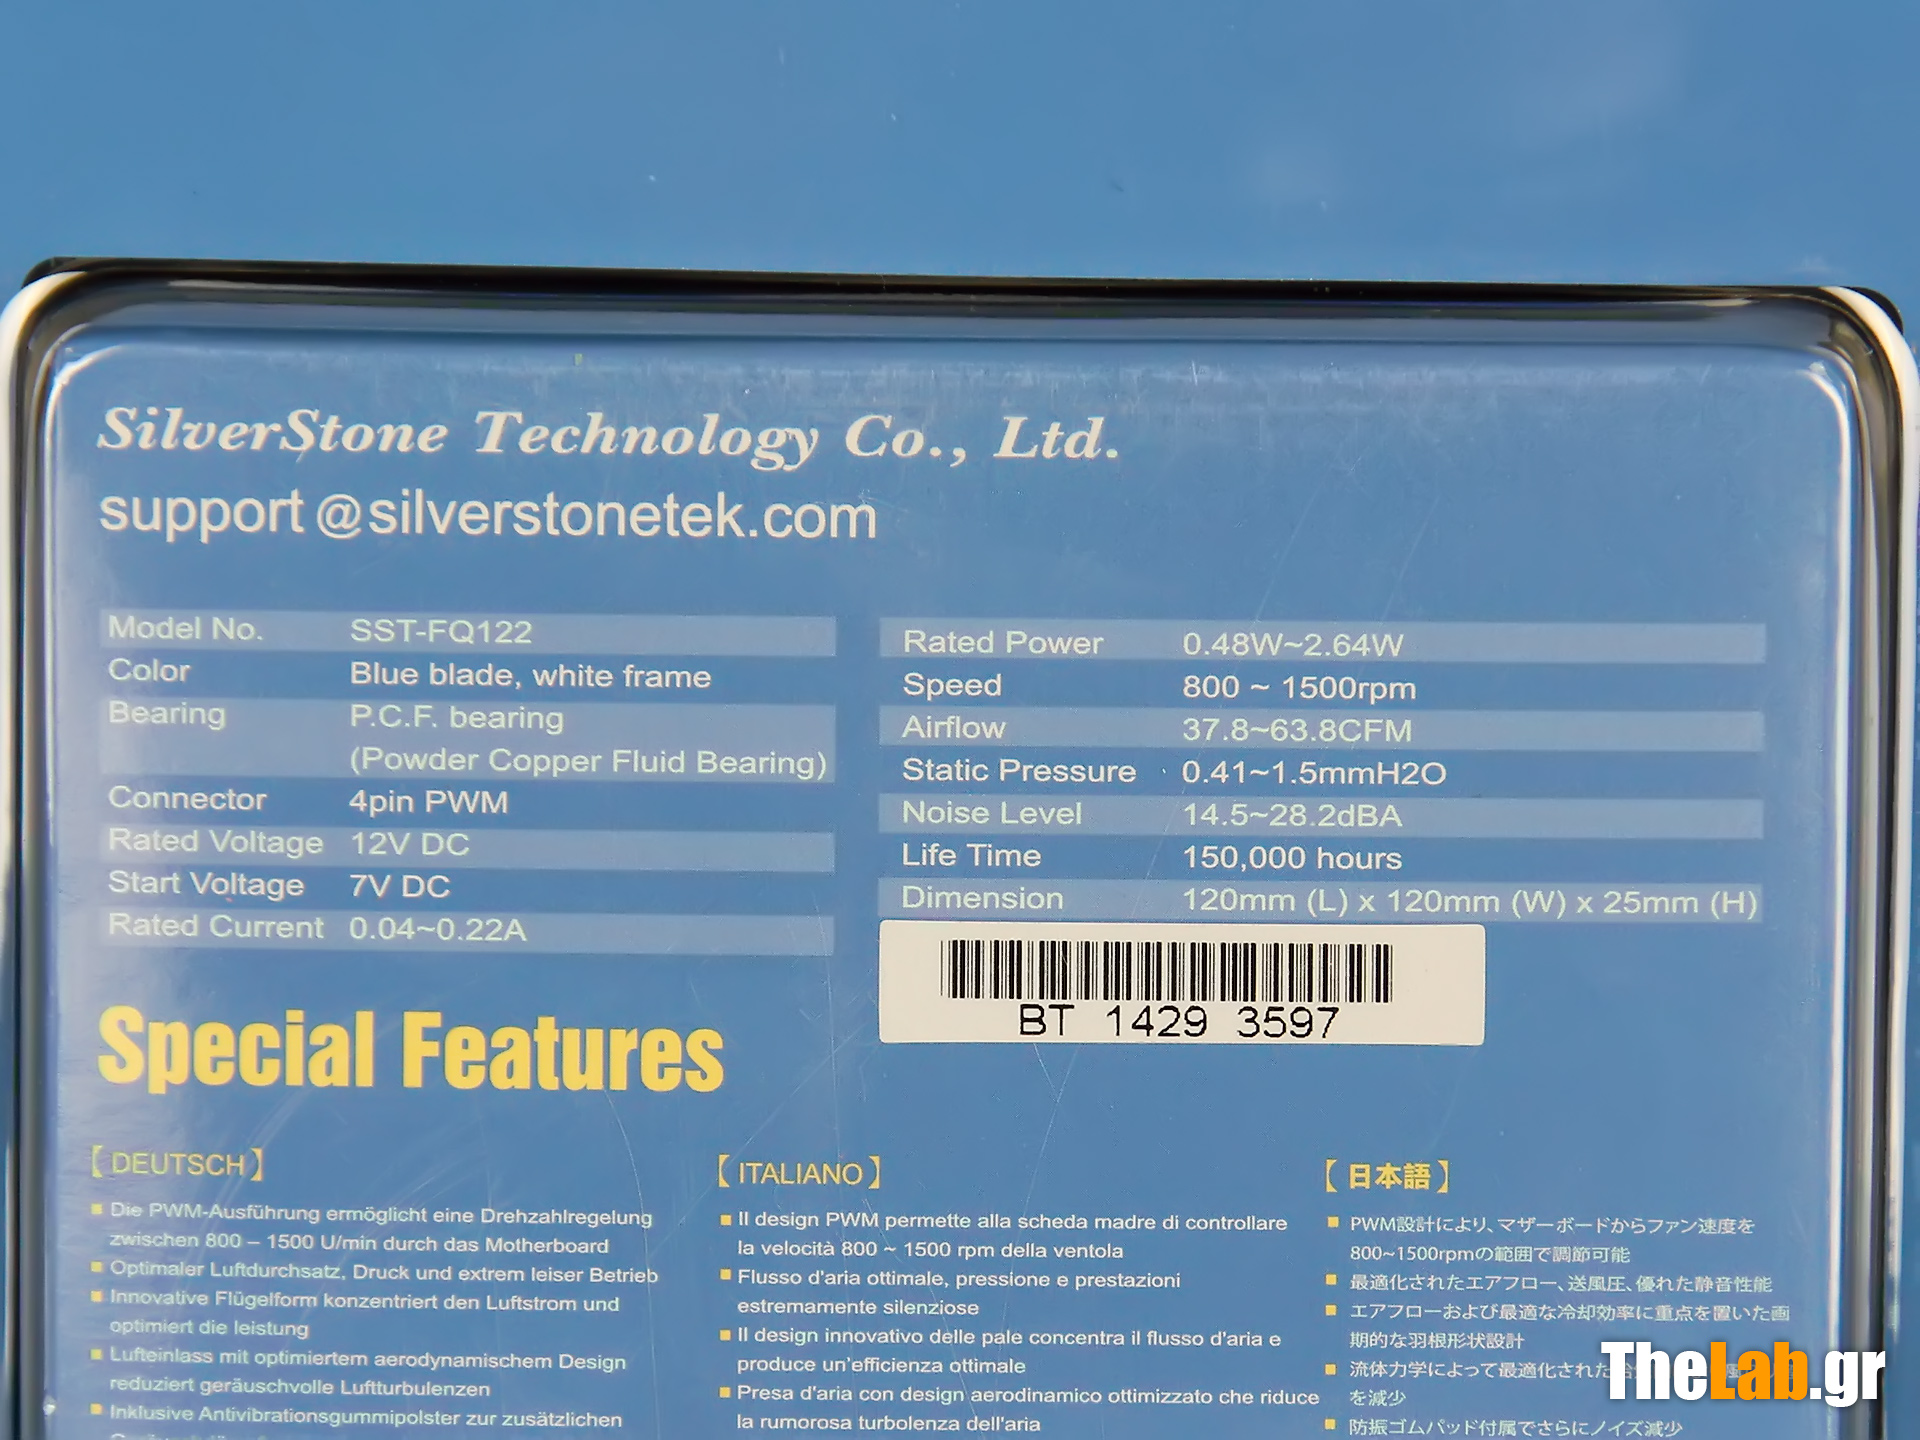 SilverStone Technology Co., Ltd.
support@silverstonetek.com
Model No. SST-FQ122
Color Blue blade, white frame
Bearing P.C.F. bearing
(Powder Copper Fluid Bearing)
Connector 4pin PWM
Rated Voltage 12V DC
Start Voltage 7V DC
Rated Current 0.04~0.22A
Rated Power 0.48W~2.64W
Speed 800 ~ 1500rpm
Airflow 37.8~63.8CFM
Static Pressure 0.41~1.5mmH2O
Noise Level 14.5~28.2dBA
Life Time 150,000 hours
Dimension 120mm (L) x 120mm (W) x 25mm (H)
BT 1429 3597
Special Features
【DEUTSCH】
■ Die PWM-Ausführung ermöglicht eine Drehzahlregelung
zwischen 800 – 1500 U/min durch das Motherboard
■ Optimaler Luftdurchsatz, Druck und extrem leiser Betrieb
■ Innovative Flügelform konzentriert den Luftstrom und
optimiert die leistung
■ Lufteinlass mit optimiertem aerodynamischem Design
reduziert geräuschvolle Luftturbulenzen
■ Inklusive Antivibrationsgummipolster zur zusätzlichen
【ITALIANO】
■ Il design PWM permette alla scheda madre di controllare
la velocità 800 ~ 1500 rpm della ventola
■ Flusso d'aria ottimale, pressione e prestazioni
estremamente silenziose
■ Il design innovativo delle pale concentra il flusso d'aria e
produce un'efficienza ottimale
■ Presa d'aria con design aerodinamico ottimizzato che riduce
la rumorosa turbolenza dell'aria
【日本語】
■ PWM設計により、マザーボードからファン速度を
800~1500rpmの範囲で調節可能
■ 最適化されたエアフロー、送風圧、優れた静音性能
■ エアフローおよび最適な冷却効率に重点を置いた画
期的な羽根形状設計
■ 流体力学によって最適化された
を減少
■ 防振ゴムパッド付属でさらにノイズ減少
TheLab.gr